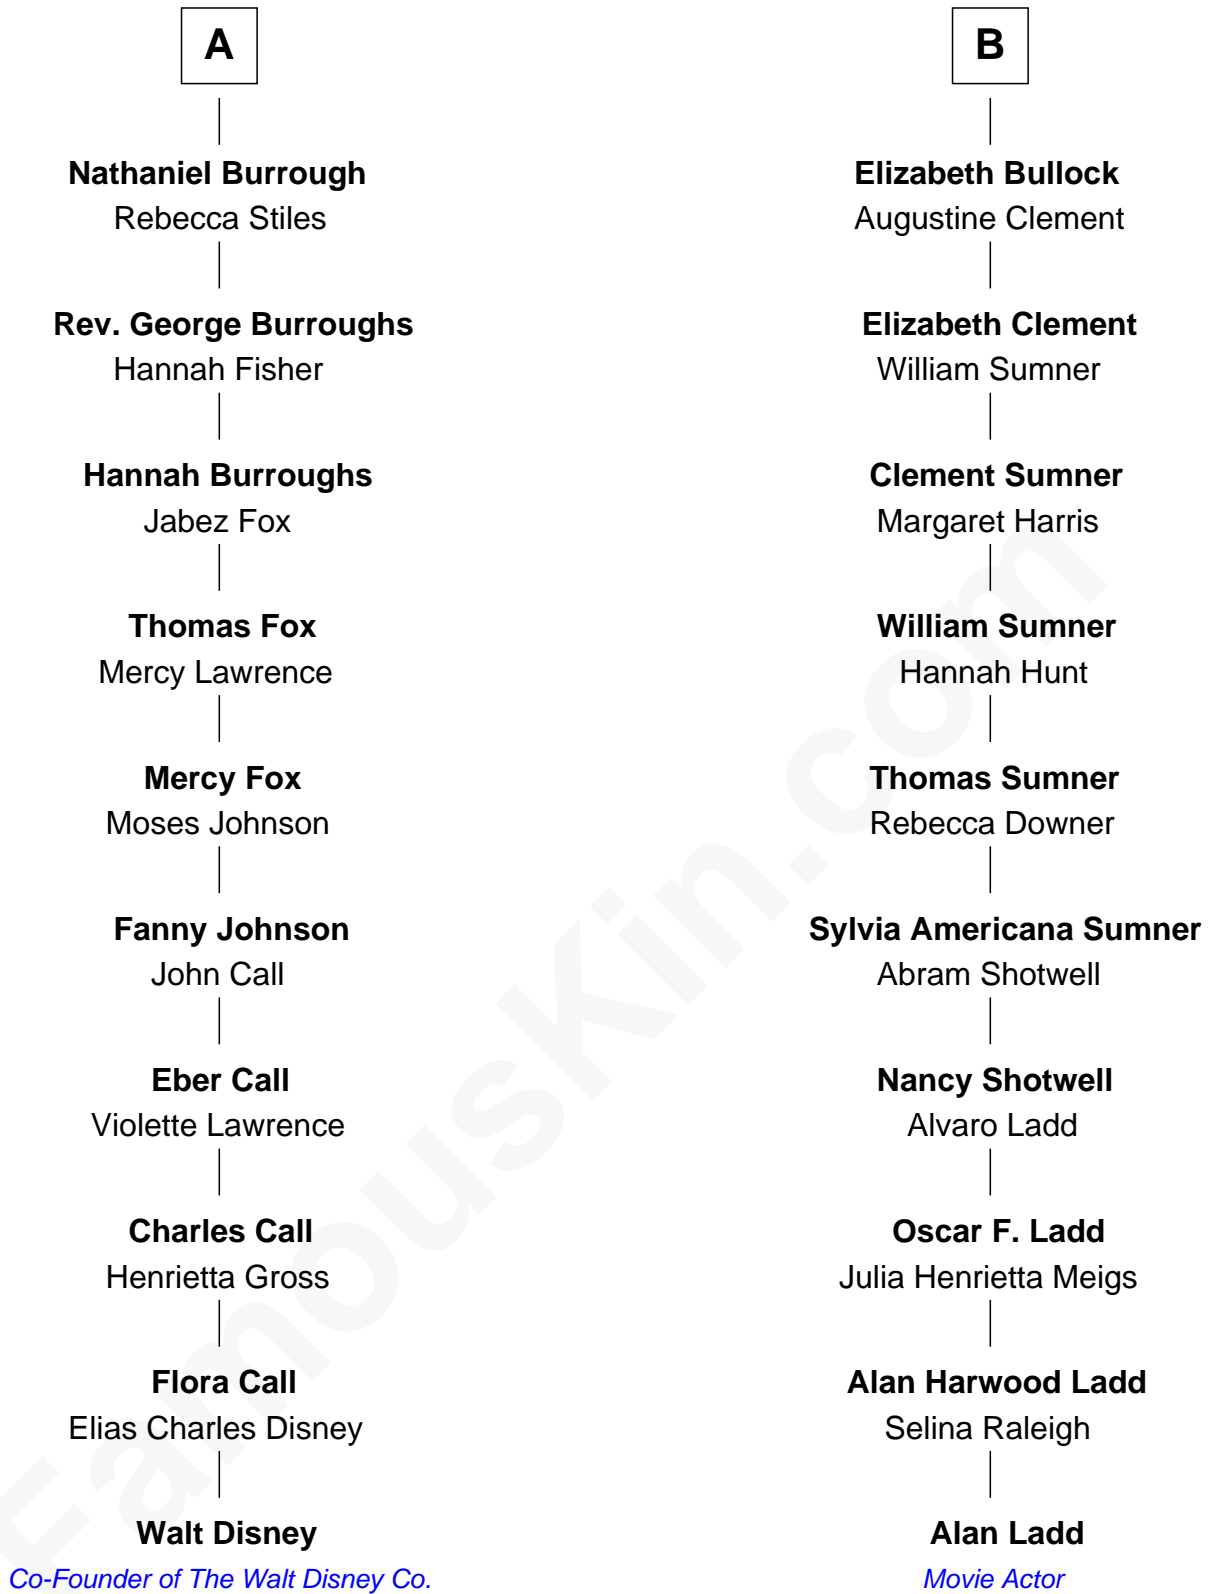 A
Nathaniel Burrough
Rebecca Stiles
Rev. George Burroughs
Hannah Fisher
Hannah Burroughs
Jabez Fox
Thomas Fox
Mercy Lawrence
Mercy Fox
Moses Johnson
Fanny Johnson
John Call
Eber Call
Violette Lawrence
Charles Call
Henrietta Gross
Flora Call
Elias Charles Disney
Walt Disney
Co-Founder of The Walt Disney Co.
B
Elizabeth Bullock
Augustine Clement
Elizabeth Clement
William Sumner
Clement Sumner
Margaret Harris
William Sumner
Hannah Hunt
Thomas Sumner
Rebecca Downer
Sylvia Americana Sumner
Abram Shotwell
Nancy Shotwell
Alvaro Ladd
Oscar F. Ladd
Julia Henrietta Meigs
Alan Harwood Ladd
Selina Raleigh
Alan Ladd
Movie Actor
FamousKin.com